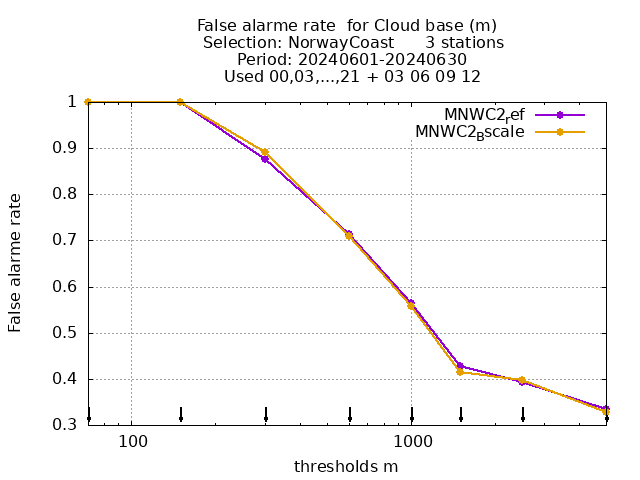 False alarme rate  for Cloud base (m)
Selection: NorwayCoast      3 stations
Period: 20240601-20240630
Used 00,03,...,21 + 03 06 09 12
MNWC2ref
MNWC2Bscale
1
0.9
0.8
0.7
0.6
0.5
0.4
0.3
False alarme rate
100
1000
thresholds m